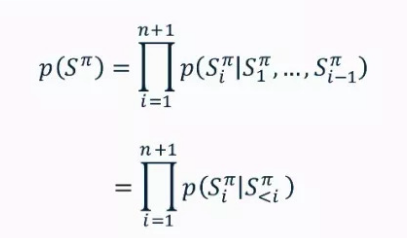 p(S^π) = ∏_{i=1}^{n+1} p(S_i^π|S_1^π, …, S_{i−1}^π)
= ∏_{i=1}^{n+1} p(S_i^π|S_{<i}^π)